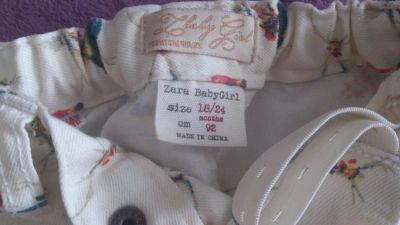 Z Baby Girl
Zara BabyGirl
size 18/24
months
cm 92
MADE IN CHINA